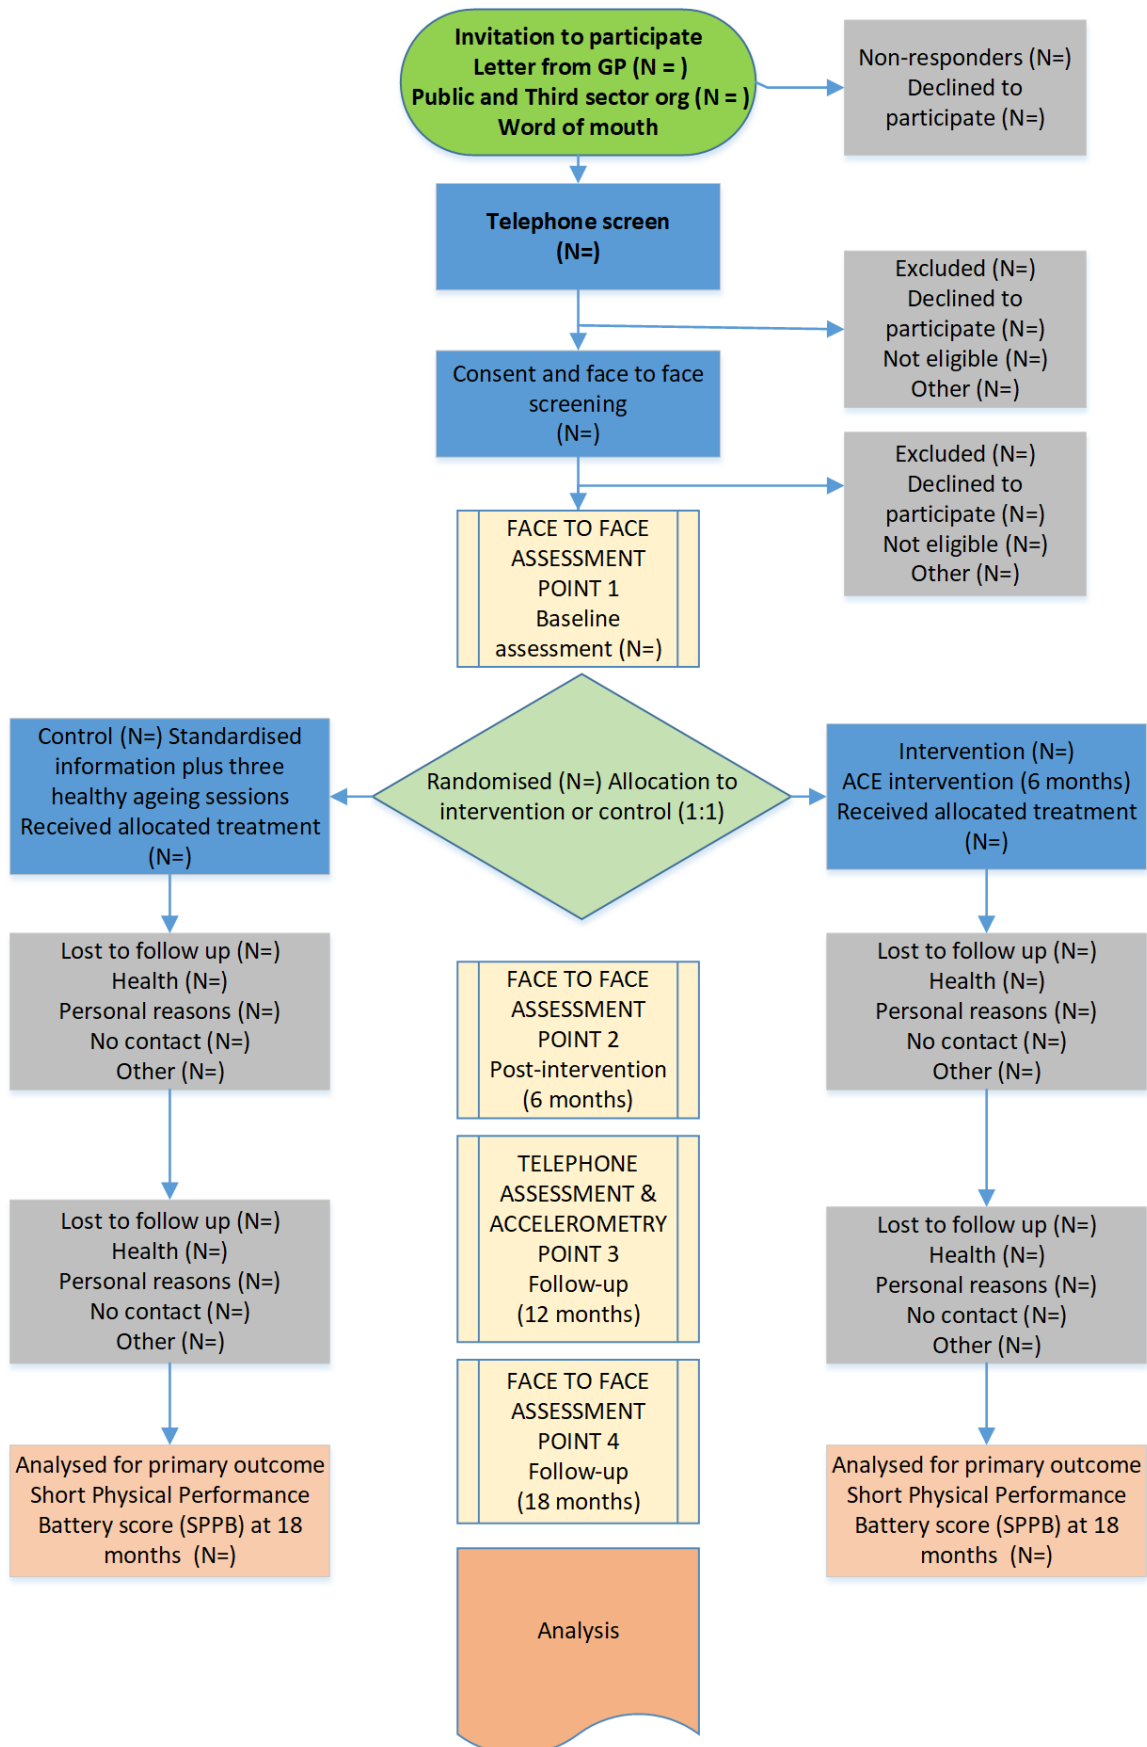 Invitation to participate
Letter from GP (N = )
Public and Third sector org (N = )
Word of mouth
Non-responders (N=)
Declined to
participate (N=)
Telephone screen
(N=)
Excluded (N=)
Declined to
participate (N=)
Not eligible (N=)
Other (N=)
Consent and face to face
screening
(N=)
Excluded (N=)
Declined to
participate (N=)
Not eligible (N=)
Other (N=)
FACE TO FACE
ASSESSMENT
POINT 1
Baseline
assessment (N=)
Randomised (N=) Allocation to
intervention or control (1:1)
Control (N=) Standardised
information plus three
healthy ageing sessions
Received allocated treatment
(N=)
Intervention (N=)
ACE intervention (6 months)
Received allocated treatment
(N=)
Lost to follow up (N=)
Health (N=)
Personal reasons (N=)
No contact (N=)
Other (N=)
FACE TO FACE
ASSESSMENT
POINT 2
Post-intervention
(6 months)
Lost to follow up (N=)
Health (N=)
Personal reasons (N=)
No contact (N=)
Other (N=)
TELEPHONE
ASSESSMENT &
ACCELEROMETRY
POINT 3
Follow-up
(12 months)
Lost to follow up (N=)
Health (N=)
Personal reasons (N=)
No contact (N=)
Other (N=)
Lost to follow up (N=)
Health (N=)
Personal reasons (N=)
No contact (N=)
Other (N=)
FACE TO FACE
ASSESSMENT
POINT 4
Follow-up
(18 months)
Analysed for primary outcome
Short Physical Performance
Battery score (SPPB) at 18
months  (N=)
Analysed for primary outcome
Short Physical Performance
Battery score (SPPB) at 18
months  (N=)
Analysis